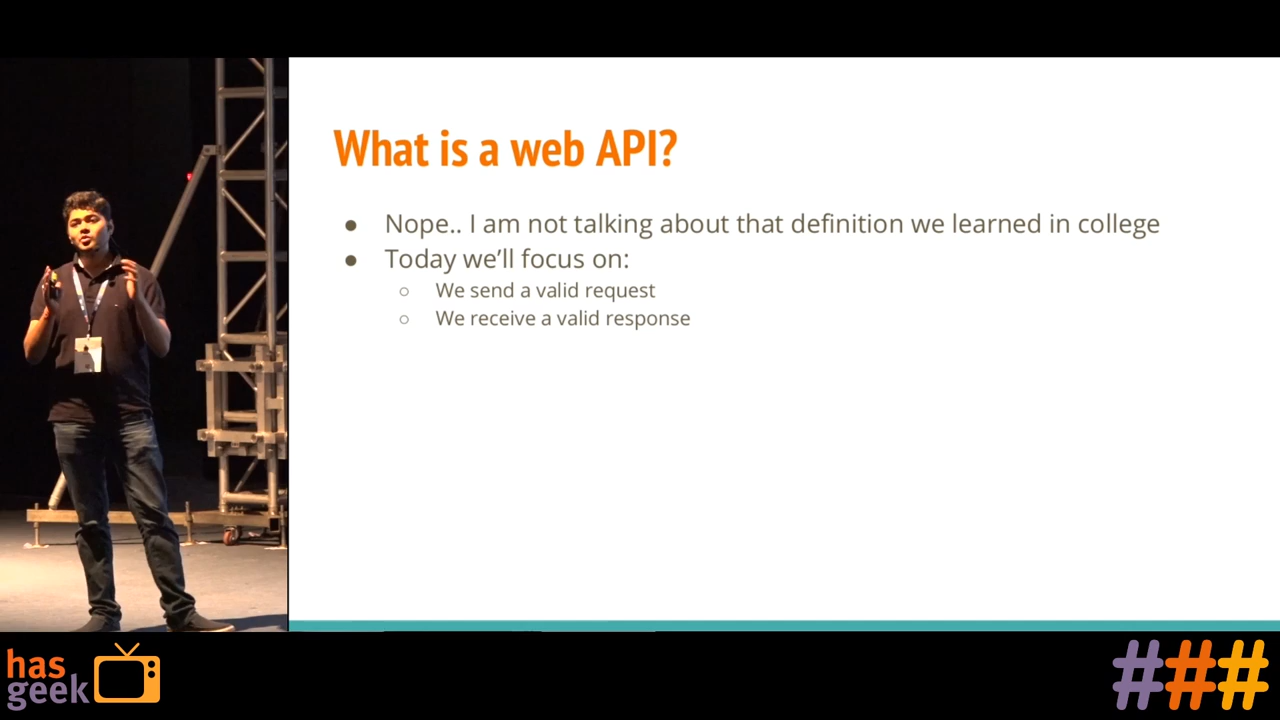 What is a web API?
● Nope.. I am not talking about that definition we learned in college
● Today we'll focus on:
○ We send a valid request
○ We receive a valid response
has
geek
###